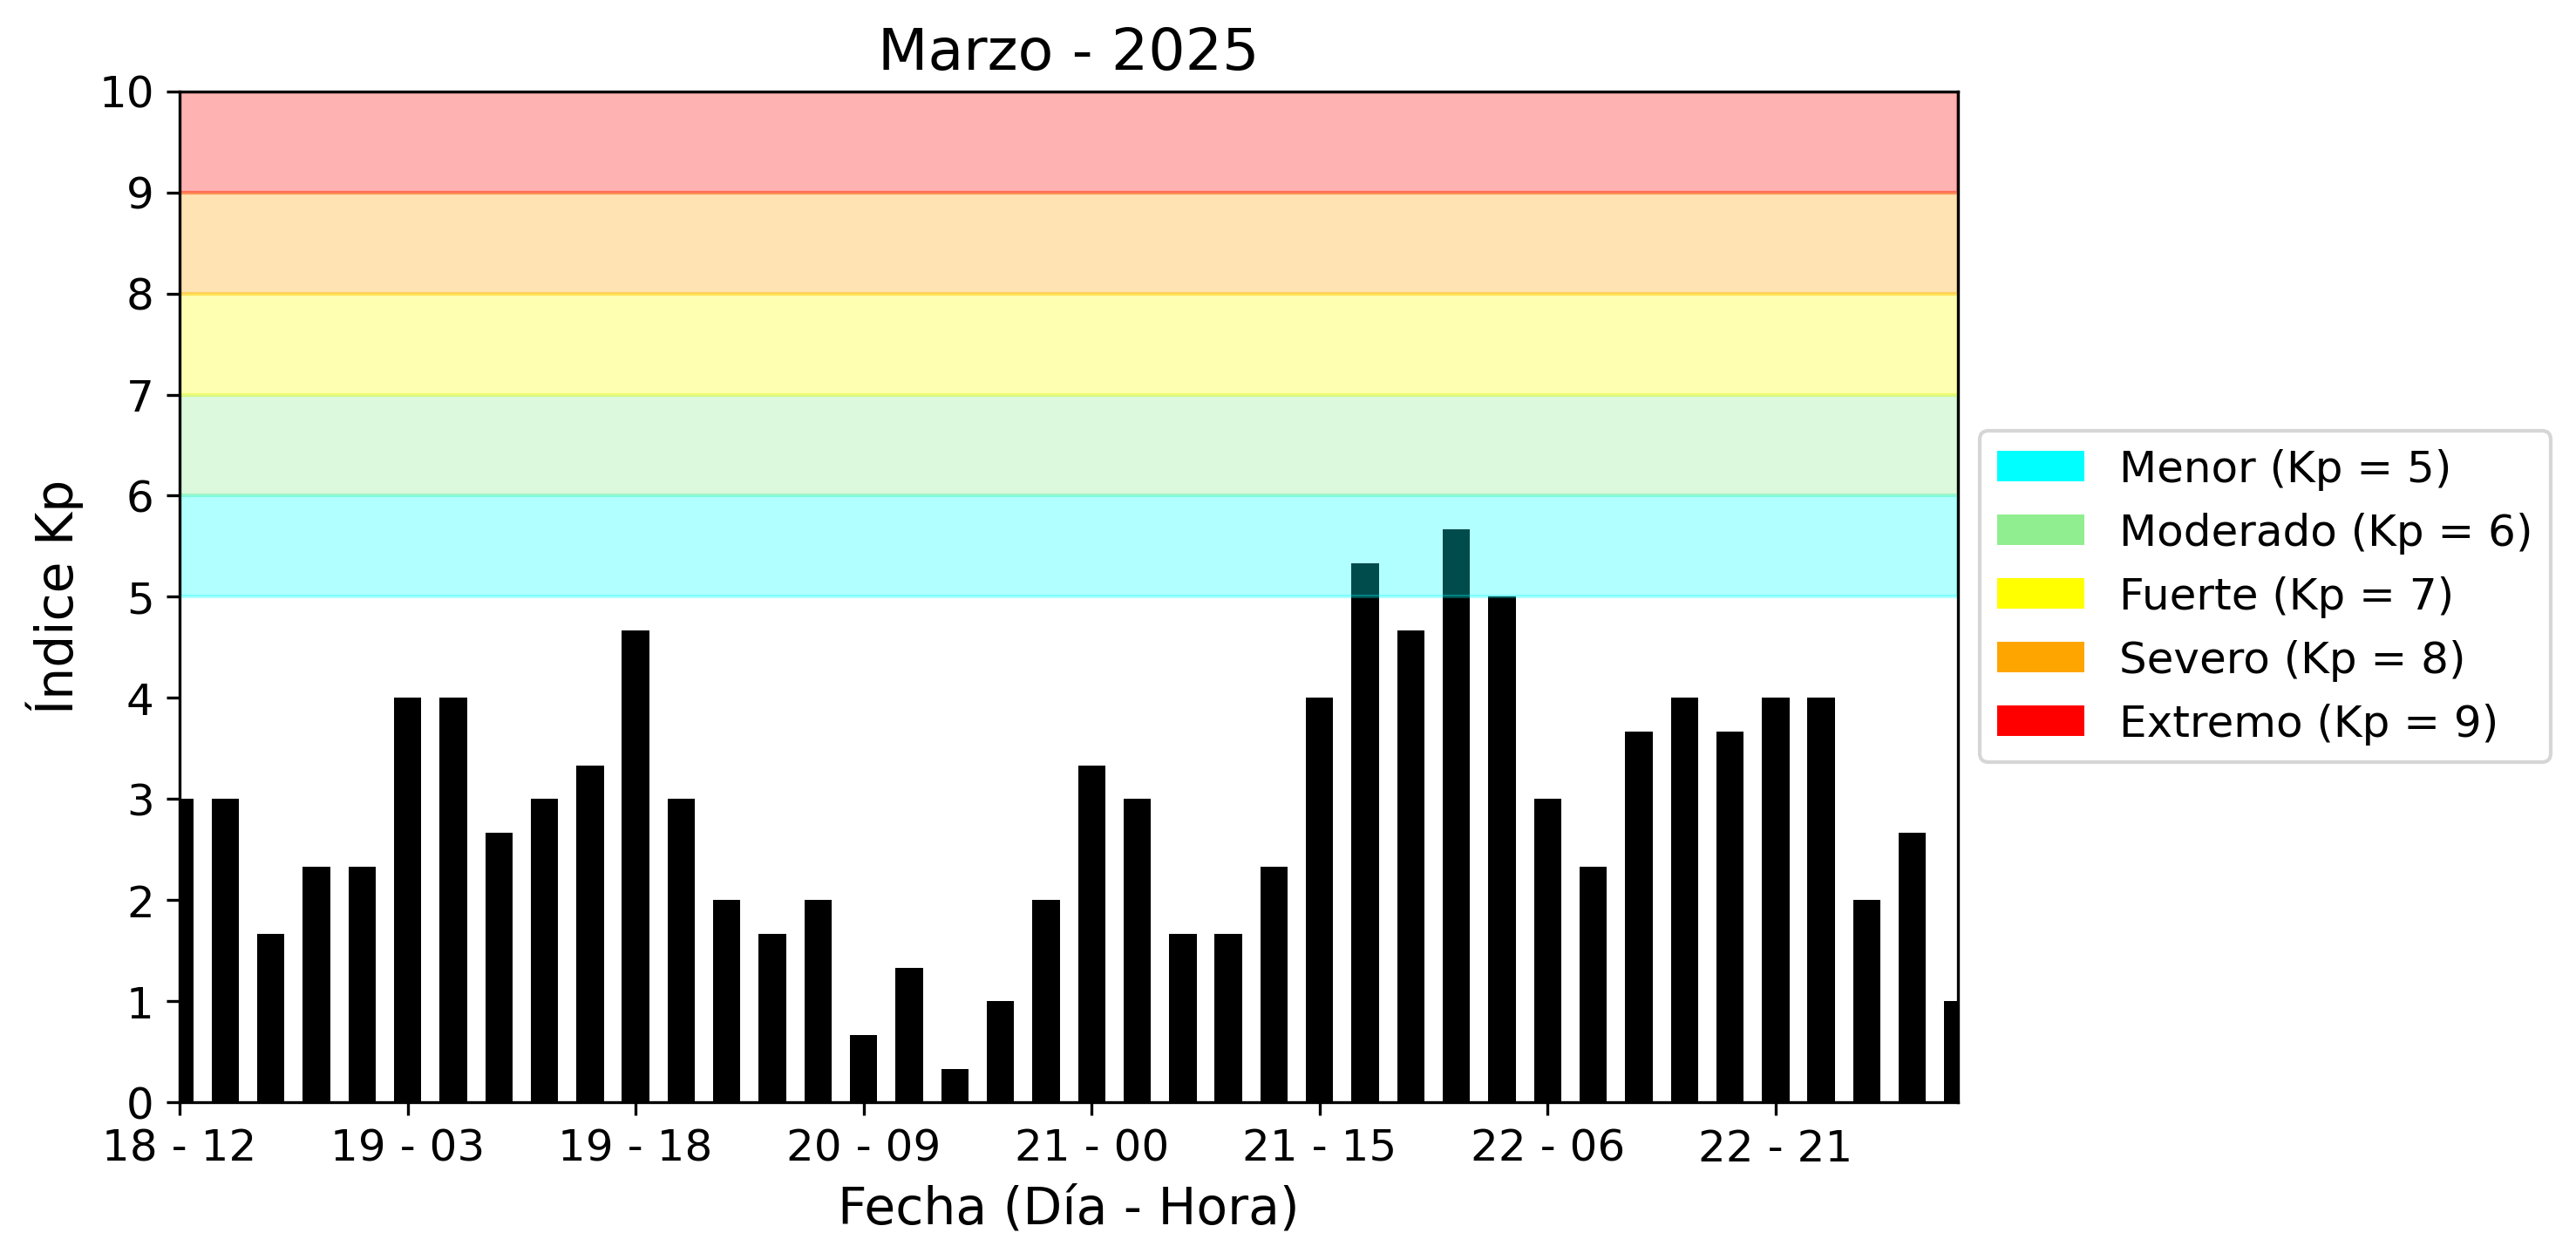 Marzo - 2025
10
9
8
7
6
5
4
3
2
1
0
Índice Kp
18 - 12
19 - 03
19 - 18
20 - 09
21 - 00
21 - 15
22 - 06
22 - 21
Fecha (Día - Hora)
Menor (Kp = 5)
Moderado (Kp = 6)
Fuerte (Kp = 7)
Severo (Kp = 8)
Extremo (Kp = 9)